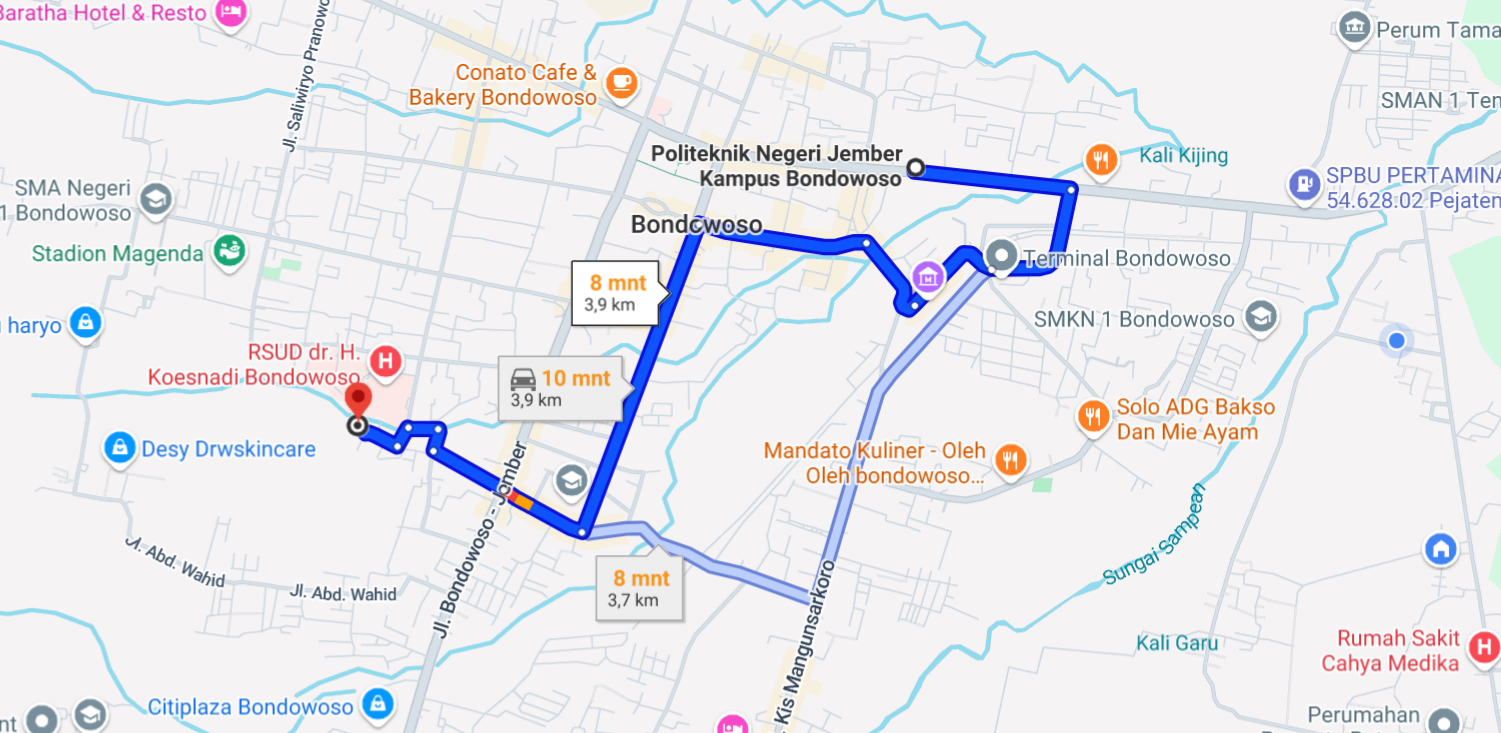 Baratha Hotel & Resto
Jl. Saliwiryo Pranowo
Perum Tama
Conato Cafe &
Bakery Bondowoso
SMAN 1 Ten
Politeknik Negeri Jember
Kampus Bondowoso
Kali Kijing
SMA Negeri
1 Bondowoso
SPBU PERTAMINA
54.628.02 Pejaten
Bondowoso
Stadion Magenda
Terminal Bondowoso
8 mnt
3,9 km
SMKN 1 Bondowoso
haryo
RSUD dr. H.
Koesnadi Bondowoso
10 mnt
3,9 km
Solo ADG Bakso
Dan Mie Ayam
Desy Drwskincare
Mandato Kuliner - Oleh
Oleh bondowoso...
Jl. Bondowoso - Jember
Sungai Sampean
Jl. Abd. Wahid
Jl. Abd. Wahid
8 mnt
3,7 km
Kis Mangunsarkoro
Kali Garu
Rumah Sakit
Cahya Medika
Citiplaza Bondowoso
Perumahan